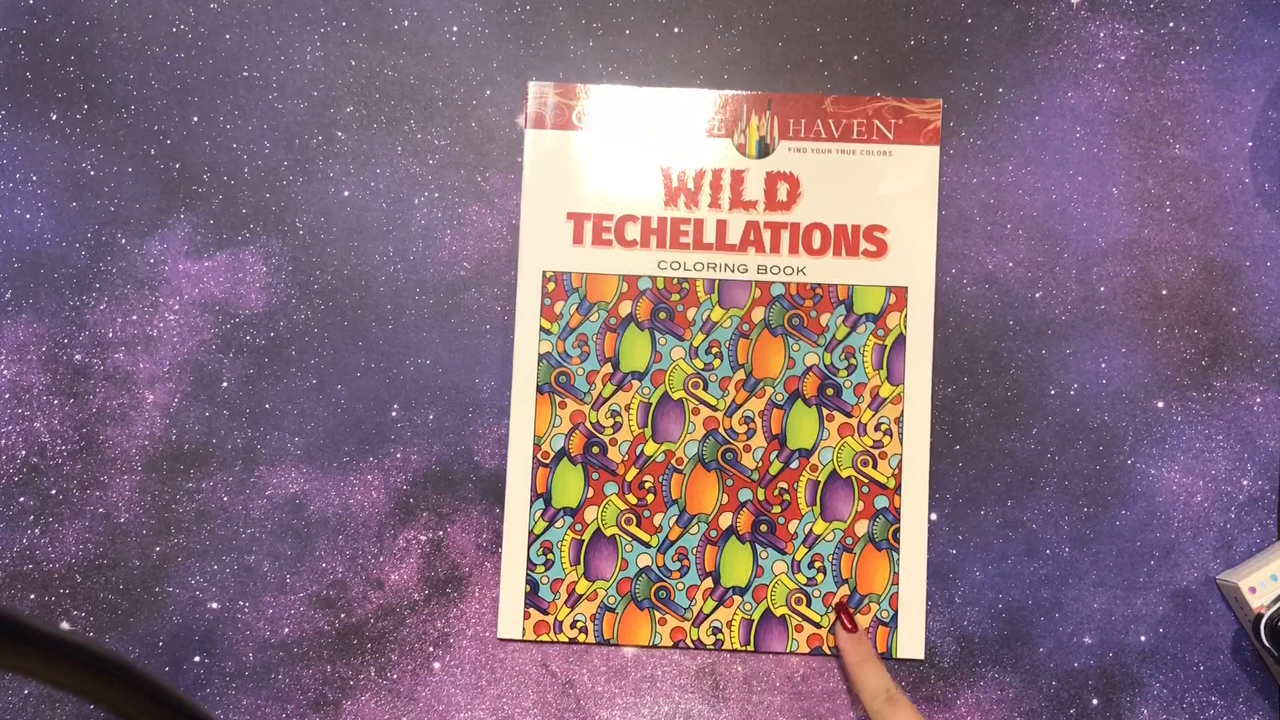 HAVEN®
FIND YOUR TRUE COLORS
WILD
TECHELLATIONS
COLORING BOOK